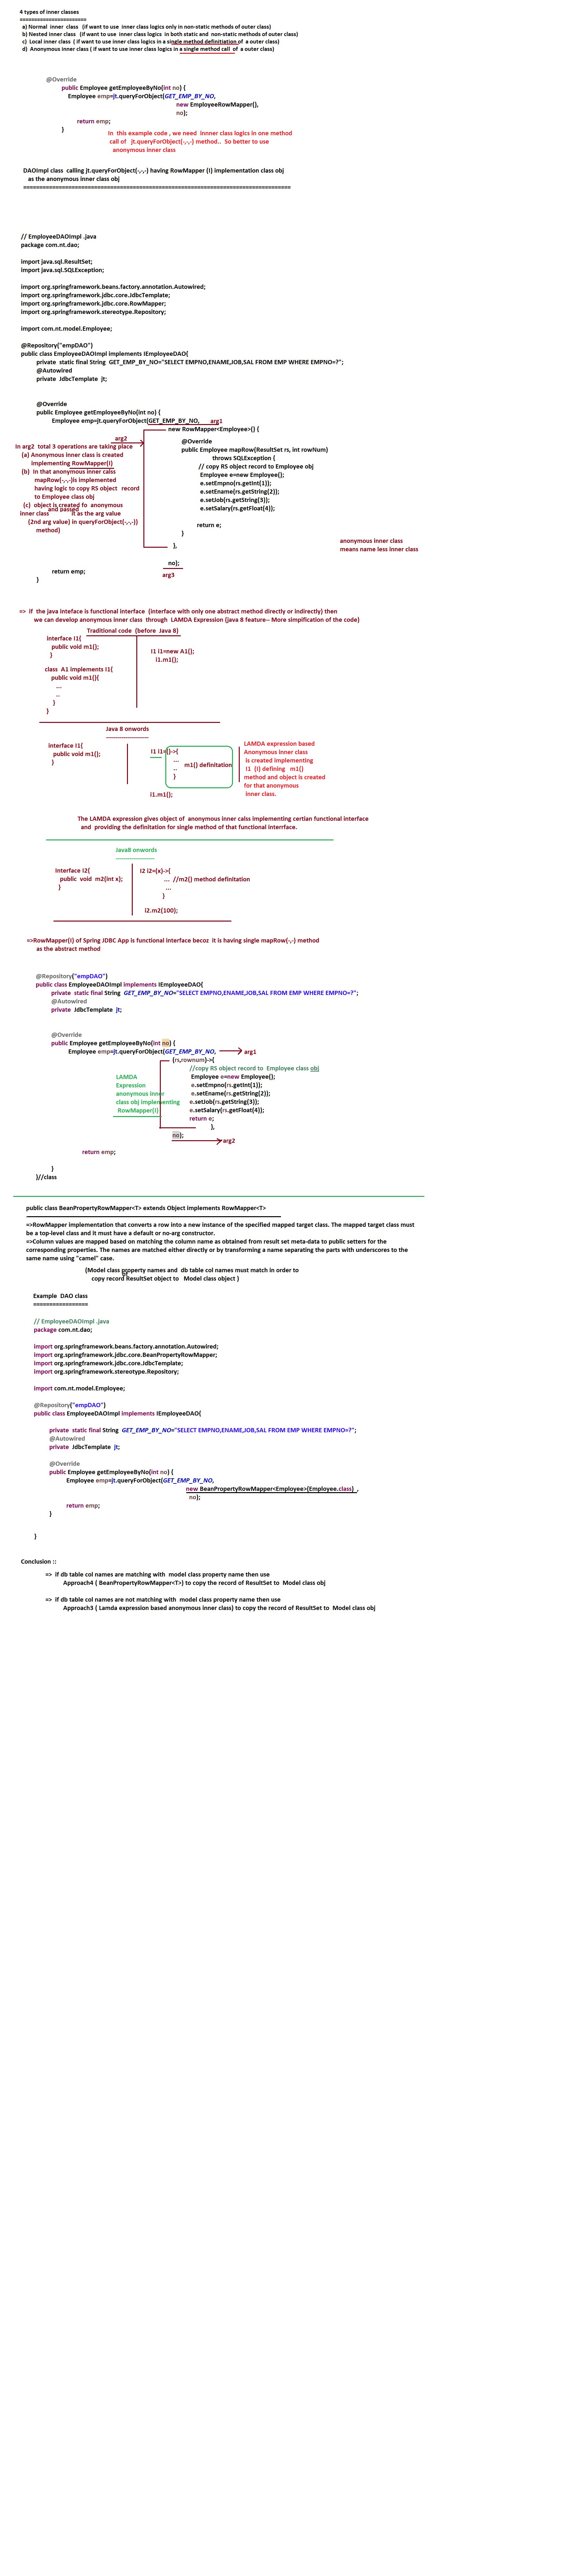 4 types of inner classes
======================
a) Normal inner class (if want to use inner class logics only in non-static methods of outer class)
b) Nested inner class (if want to use inner class logics in both static and non-static methods of outer class)
c) Local inner class ( if want to use inner class logics in a single method definitiation of a outer class)
d) Anonymous inner class ( if want to use inner class logics in a single method call of a outer class)
@Override
public Employee getEmployeeByNo(int no) {
Employee emp=jt.queryForObject(GET_EMP_BY_NO,
new EmployeeRowMapper(),
no);
return emp;
}
In this example code , we need innner class logics in one method
call of jt.queryForObject(-,-,-) method.. So better to use
anonymous inner class
DAOImpl class calling jt.queryForObject(-,-,-) having RowMapper (I) implementation class obj
as the anonymous inner class obj
===================================================================================
// EmployeeDAOImpl .java
package com.nt.dao;
import java.sql.ResultSet;
import java.sql.SQLException;
import org.springframework.beans.factory.annotation.Autowired;
import org.springframework.jdbc.core.JdbcTemplate;
import org.springframework.jdbc.core.RowMapper;
import org.springframework.stereotype.Repository;
import com.nt.model.Employee;
@Repository("empDAO")
public class EmployeeDAOImpl implements IEmployeeDAO{
private static final String GET_EMP_BY_NO="SELECT EMPNO,ENAME,JOB,SAL FROM EMP WHERE EMPNO=?";
@Autowired
private JdbcTemplate jt;
@Override
public Employee getEmployeeByNo(int no) {
Employee emp=jt.queryForObject(GET_EMP_BY_NO, arg1
new RowMapper<Employee>() {
arg2
@Override
public Employee mapRow(ResultSet rs, int rowNum)
throws SQLException {
// copy RS object record to Employee obj
Employee e=new Employee();
e.setEmpno(rs.getInt(1));
e.setEname(rs.getString(2));
e.setJob(rs.getString(3));
e.setSalary(rs.getFloat(4));
return e;
}
},
no);
arg3
return emp;
}
In arg2 total 3 operations are taking place
(a) Anonymous inner class is created
implementing RowMapper(I)
(b) In that anonymous inner calss
mapRow(-,-,-)is implemented
having logic to copy RS object record
to Employee class obj
(c) object is created fo anonymous
inner class and passed it as the arg value
(2nd arg value) in queryForObject(-,-,-))
method)
anonymous inner class
means name less inner class
=> If the java inteface is functional interface (interface with only one abstract method directly or indirectly) then
we can develop anonymous inner class through LAMDA Expression (java 8 feature-- More simpification of the code)
Traditional code (before Java 8)
interface I1{
public void m1();
}
class A1 implements I1{
public void m1(){
....
..
}
}
I1 i1=new A1();
i1.m1();
Java 8 onwords
interface I1{
public void m1();
}
I1 i1=()->{
...
..
}
m1() definitation
i1.m1();
LAMDA expression based
Anonymous inner class
is created implementing
I1 (I) defining m1()
method and object is created
for that anonymous
inner class.
The LAMDA expression gives object of anonymous inner calss implementing certian functional interface
and providing the definitation for single method of that functional interrface.
Java8 onwords
Interface I2{
public void m2(int x);
}
I2 i2=(x)->{
... //m2() method definitation
...
}
i2.m2(100);
=>RowMapper(I) of Spring JDBC App is functional interface becoz it is having single mapRow(-,-) method
as the abstract method
@Repository("empDAO")
public class EmployeeDAOImpl implements IEmployeeDAO{
private static final String GET_EMP_BY_NO="SELECT EMPNO,ENAME,JOB,SAL FROM EMP WHERE EMPNO=?";
@Autowired
private JdbcTemplate jt;
@Override
public Employee getEmployeeByNo(int no) {
Employee emp=jt.queryForObject(GET_EMP_BY_NO, arg1
(rs,rownum)->{
//copy RS object record to Employee class obj
Employee e=new Employee();
e.setEmpno(rs.getInt(1));
e.setEname(rs.getString(2));
e.setJob(rs.getString(3));
e.setSalary(rs.getFloat(4));
return e;
},
no);
arg2
LAMDA
Expression
anonymous inner
class obj Implementing
RowMapper(I)
return emp;
}
}//class
public class BeanPropertyRowMapper<T> extends Object implements RowMapper<T>
=>RowMapper implementation that converts a row into a new instance of the specified mapped target class. The mapped target class must
be a top-level class and it must have a default or no-arg constructor.
=>Column values are mapped based on matching the column name as obtained from result set meta-data to public setters for the
corresponding properties. The names are matched either directly or by transforming a name separating the parts with underscores to the
same name using "camel" case.
(Model class property names and db table col names must match in order to
copy record ResultSet object to Model class object )
Example DAO class
=================
// EmployeeDAOImpl .java
package com.nt.dao;
import org.springframework.beans.factory.annotation.Autowired;
import org.springframework.jdbc.core.BeanPropertyRowMapper;
import org.springframework.jdbc.core.JdbcTemplate;
import org.springframework.stereotype.Repository;
import com.nt.model.Employee;
@Repository("empDAO")
public class EmployeeDAOImpl implements IEmployeeDAO{
private static final String GET_EMP_BY_NO="SELECT EMPNO,ENAME,JOB,SAL FROM EMP WHERE EMPNO=?";
@Autowired
private JdbcTemplate jt;
@Override
public Employee getEmployeeByNo(int no) {
Employee emp=jt.queryForObject(GET_EMP_BY_NO,
new BeanPropertyRowMapper<Employee>(Employee.class) ,
no);
return emp;
}
}
Conclusion ::
=> if db table col names are matching with model class property name then use
Approach4 ( BeanPropertyRowMapper<T>) to copy the record of ResultSet to Model class obj
=> if db table col names are not matching with model class property name then use
Approach3 ( Lamda expression based anonymous inner class) to copy the record of ResultSet to Model class obj